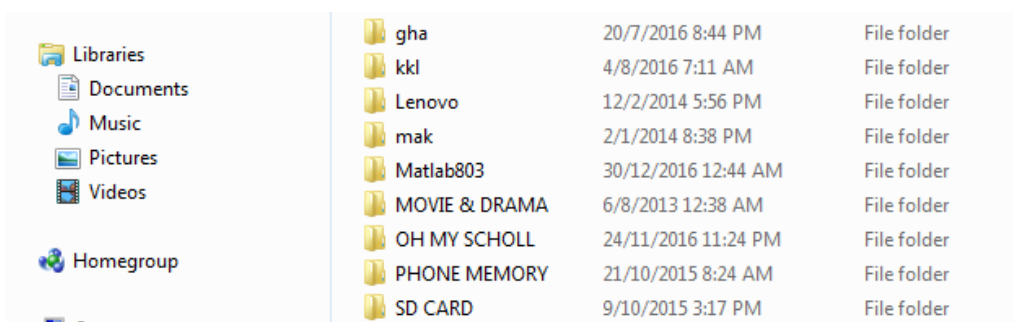 Libraries
Documents
Music
Pictures
Videos
Homegroup
gha 20/7/2016 8:44 PM File folder
kkl 4/8/2016 7:11 AM File folder
Lenovo 12/2/2014 5:56 PM File folder
mak 2/1/2014 8:38 PM File folder
Matlab803 30/12/2016 12:44 AM File folder
MOVIE & DRAMA 6/8/2013 12:38 AM File folder
OH MY SCHOLL 24/11/2016 11:24 PM File folder
PHONE MEMORY 21/10/2015 8:24 AM File folder
SD CARD 9/10/2015 3:17 PM File folder